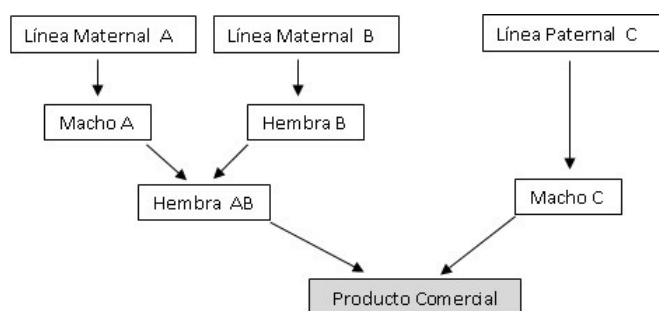 Línea Maternal A
Línea Maternal B
Línea Paternal C
Macho A
Hembra B
Hembra AB
Macho C
Producto Comercial